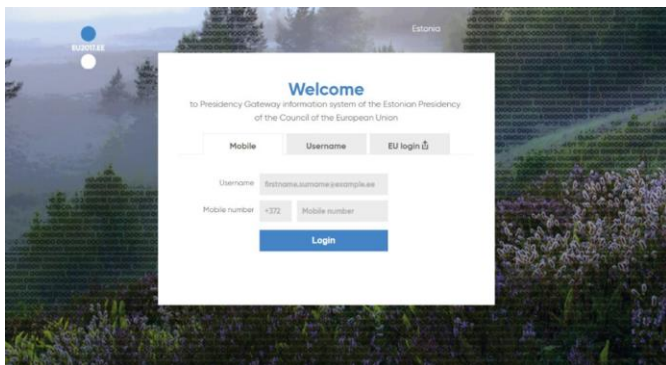 Estonia
EU2017.EE
Welcome
to Presidency Gateway information system of the Estonian Presidency
of the Council of the European Union
Mobile Username EU login
Username firstname.surname@example.ee
Mobile number +372 Mobile number
Login